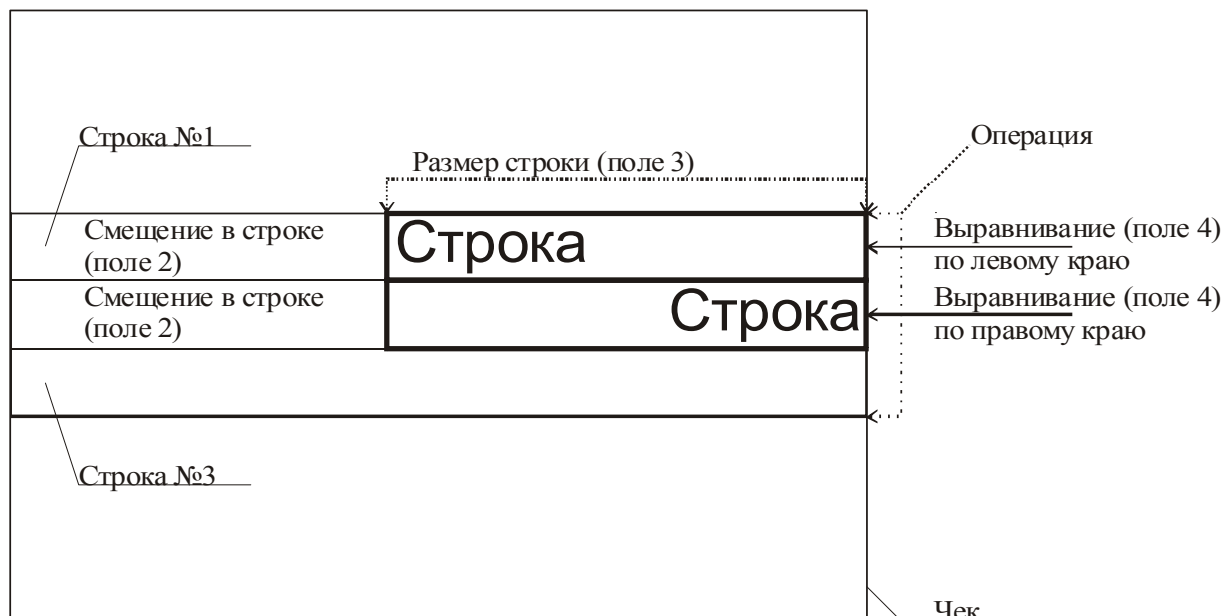 Строка №1
Операция
Размер строки (поле 3)
Смещение в строке
(поле 2)
Строка
Выравнивание (поле 4)
по левому краю
Смещение в строке
(поле 2)
Строка
Выравнивание (поле 4)
по правому краю
Строка №3
Чек